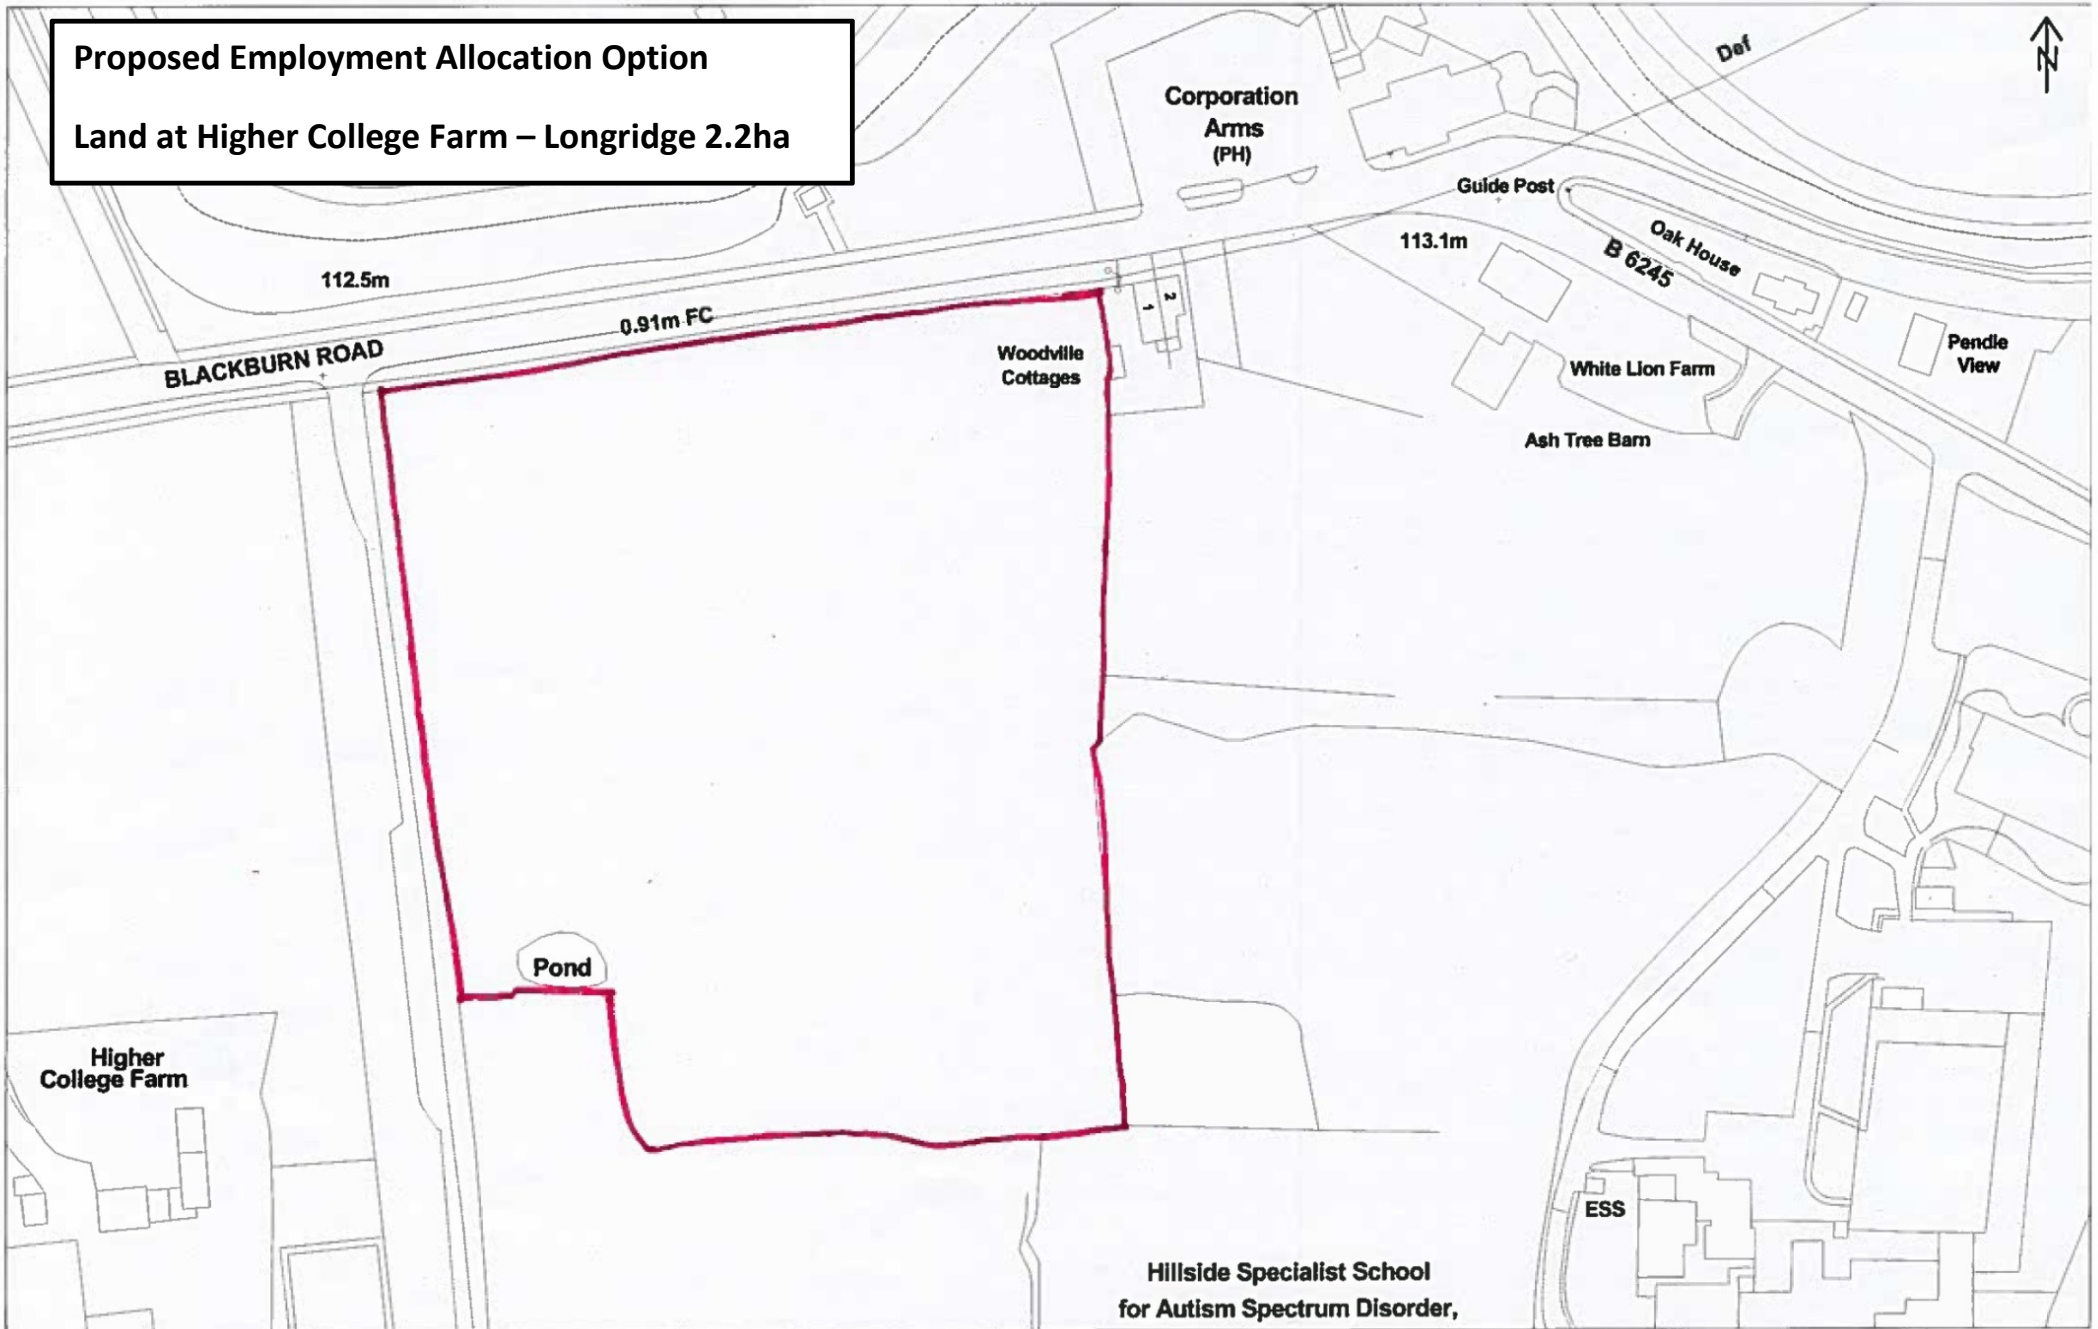 Proposed Employment Allocation Option
Land at Higher College Farm – Longridge 2.2ha
N
Def
Corporation
Arms
(PH)
Guide Post
Oak House
B 6245
113.1m
112.5m
0.91m FC
BLACKBURN ROAD
1
2
Woodville
Cottages
White Lion Farm
Pendle
View
Ash Tree Barn
Pond
Higher
College Farm
ESS
Hillside Specialist School
for Autism Spectrum Disorder,